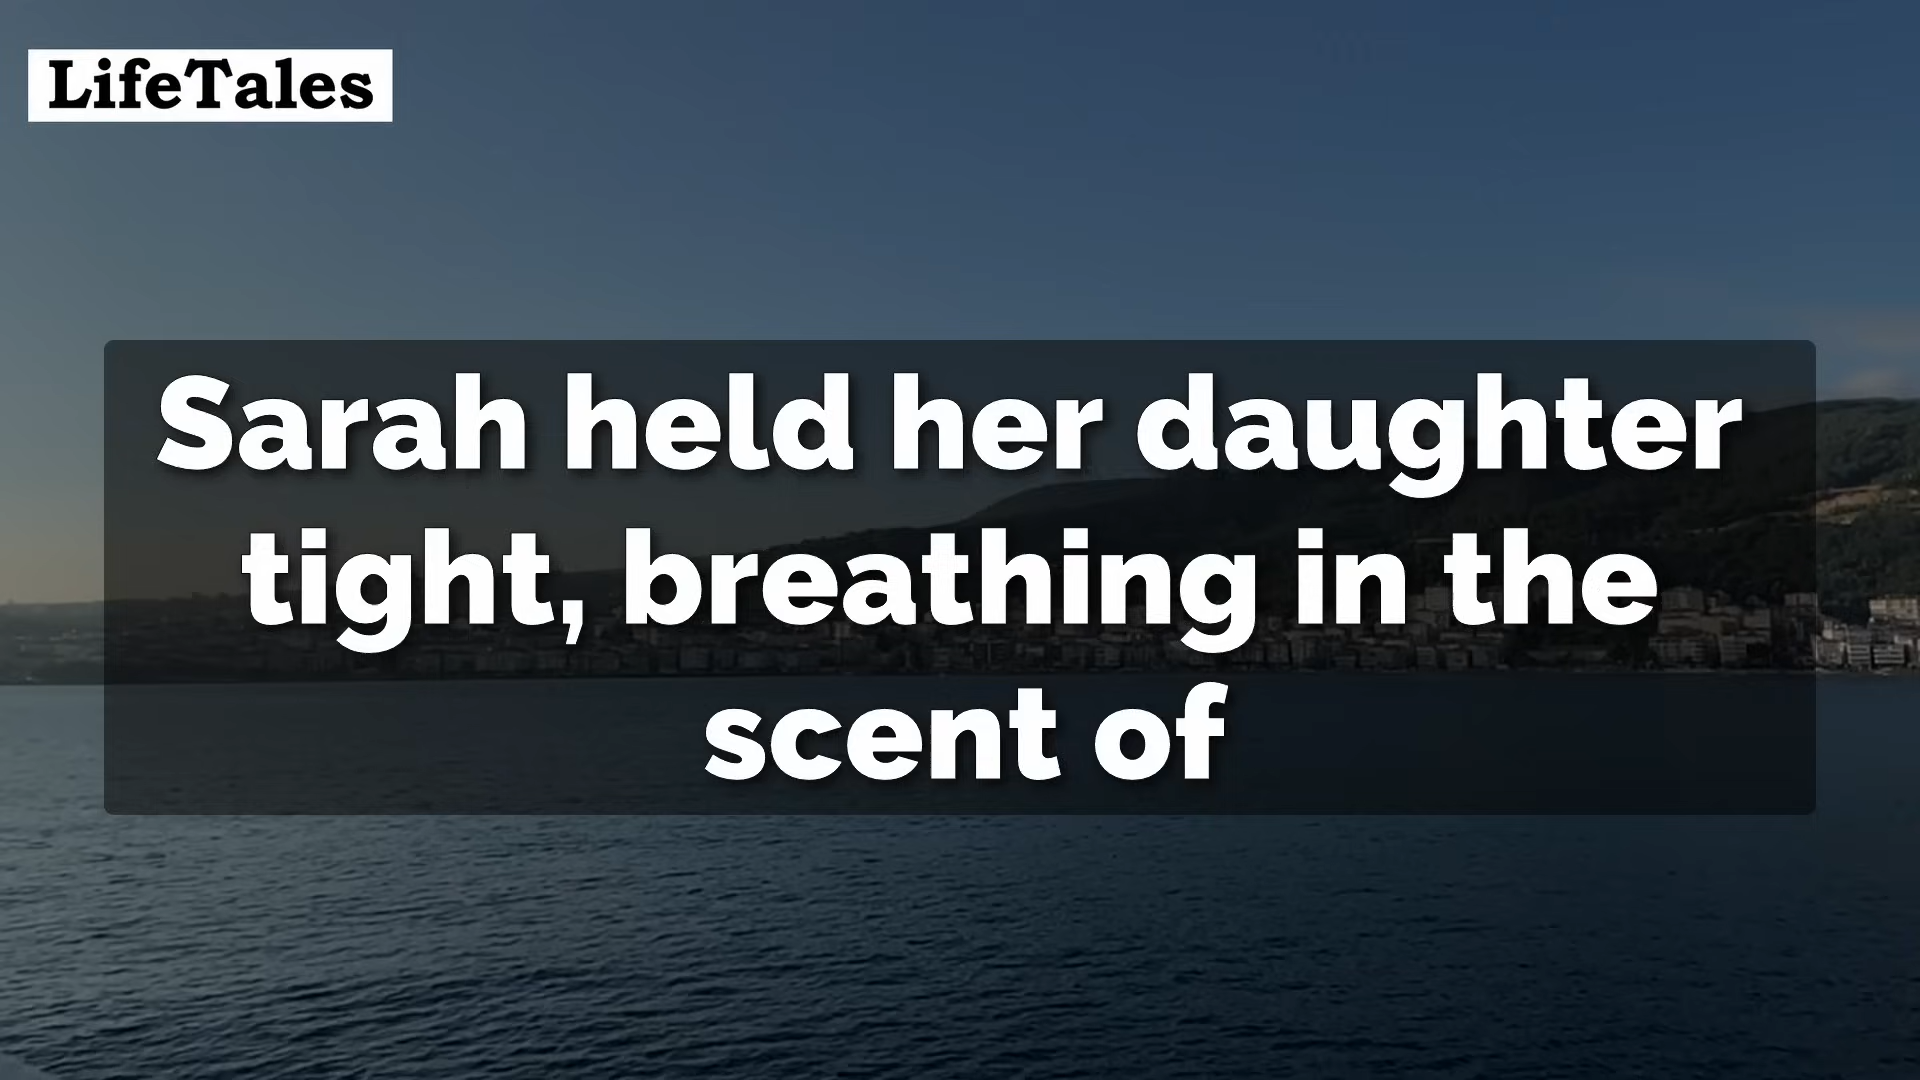 LifeTales
Sarah held her daughter
tight, breathing in the
scent of